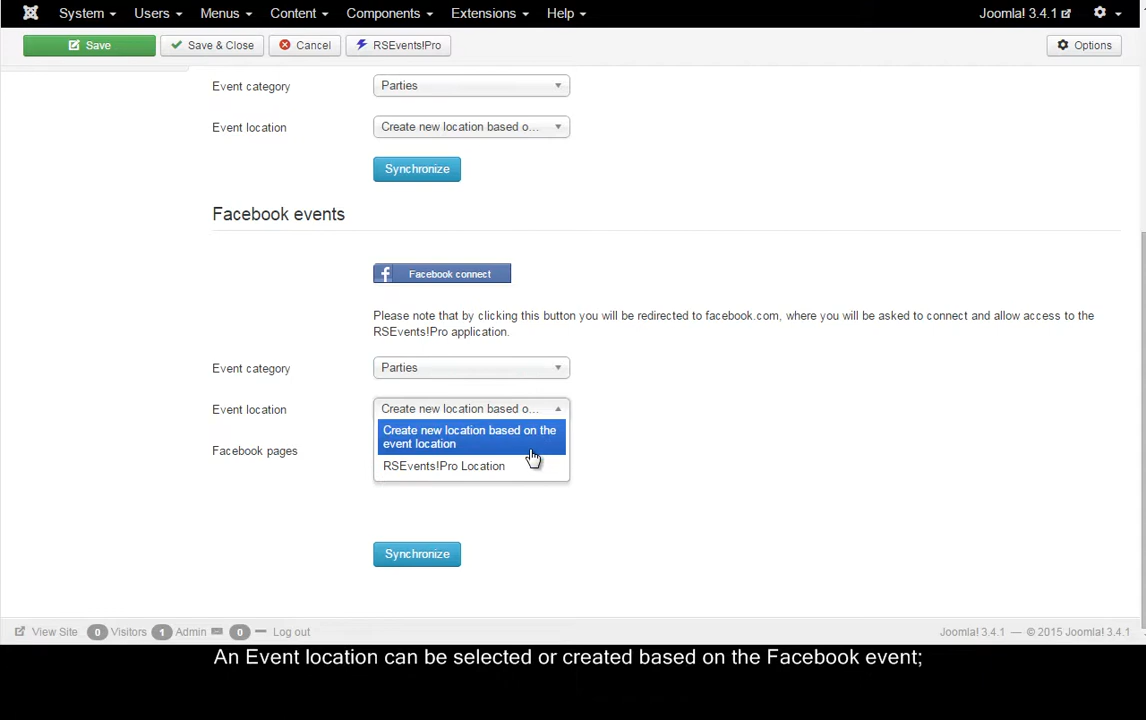 System Users Menus Content Components Extensions Help Joomla! 3.4.1
Save Save & Close Cancel RSEvents!Pro Options
Event category Parties
Event location Create new location based o...
Synchronize
Facebook events
f Facebook connect
Please note that by clicking this button you will be redirected to facebook.com, where you will be asked to connect and allow access to the
RSEvents!Pro application.
Event category Parties
Event location Create new location based o...
Create new location based on the
event location
Facebook pages
RSEvents!Pro Location
Synchronize
View Site 0 Visitors 1 Admin 0 Log out Joomla! 3.4.1 — © 2015 Joomla! 3.4.1
An Event location can be selected or created based on the Facebook event;